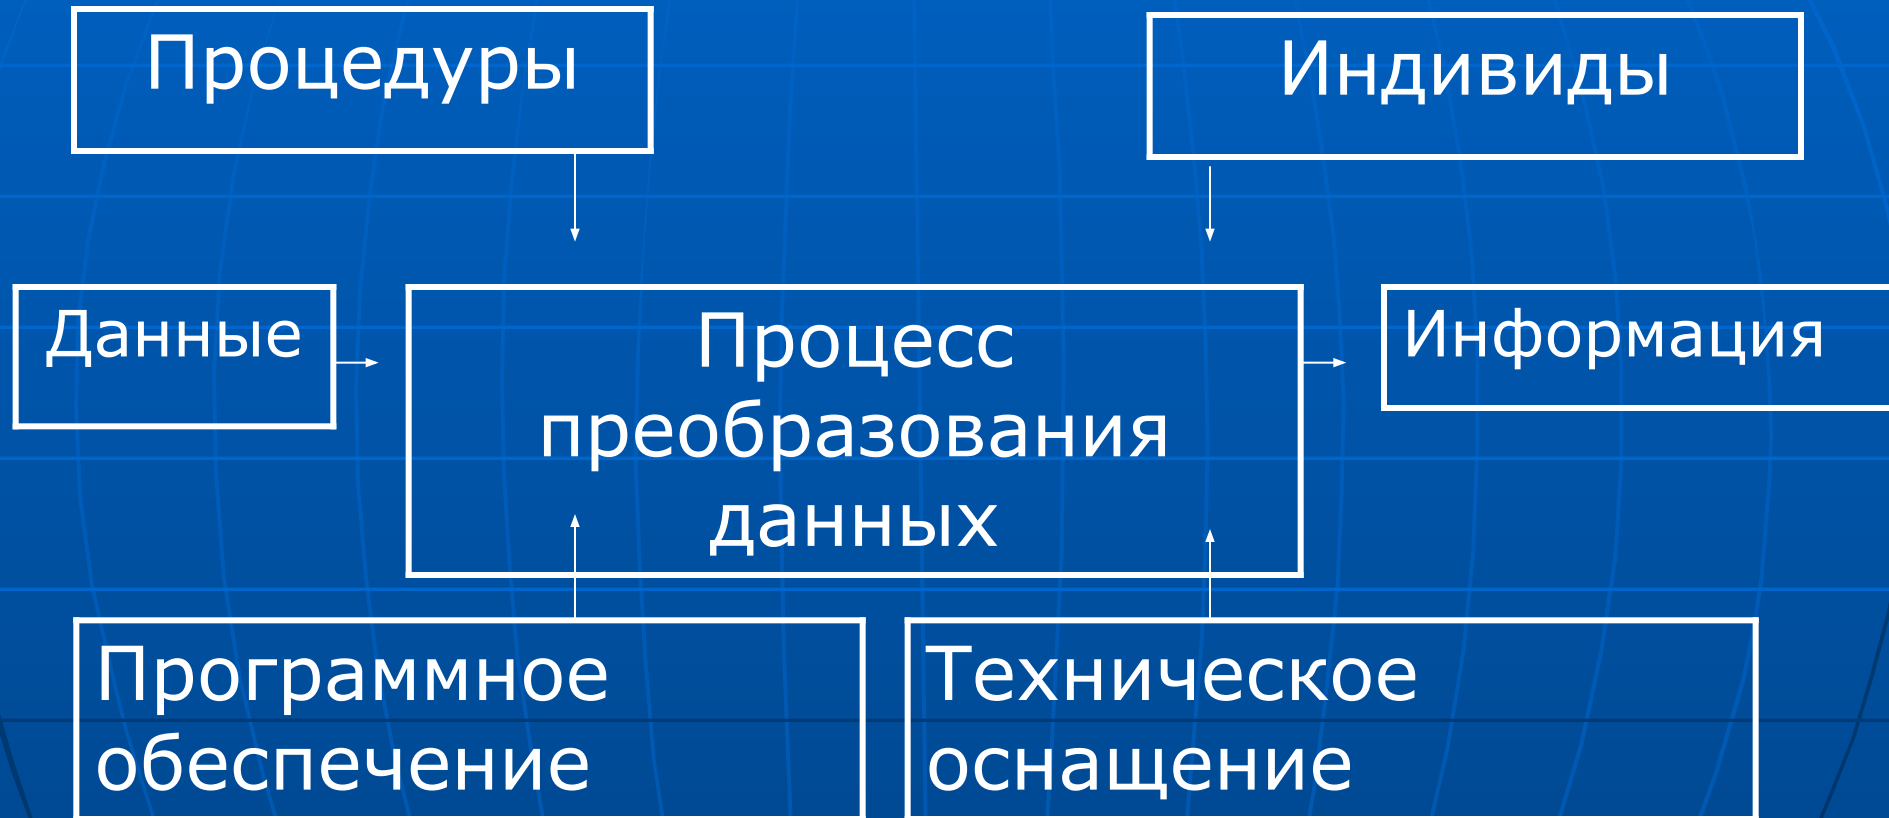 Процедуры
Индивиды
Данные
Процесс
преобразования
данных
Информация
Программное
обеспечение
Техническое
оснащение